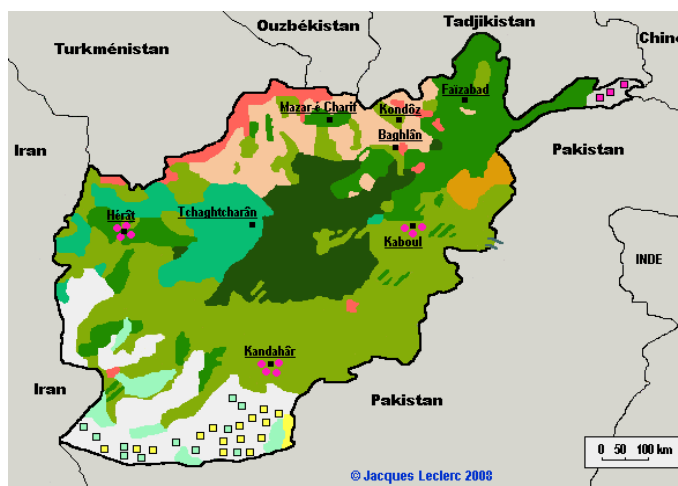 Ouzbékistan
Tadjikistan
Chine
Turkménistan
Faïzabad
Mazar-é Charif
Kondôz
Baghlân
Iran
Pakistan
Hérât
Tchaghtcharân
Kaboul
INDE
Kandahâr
Iran
Pakistan
0 50 100 km
© Jacques Leclerc 2008